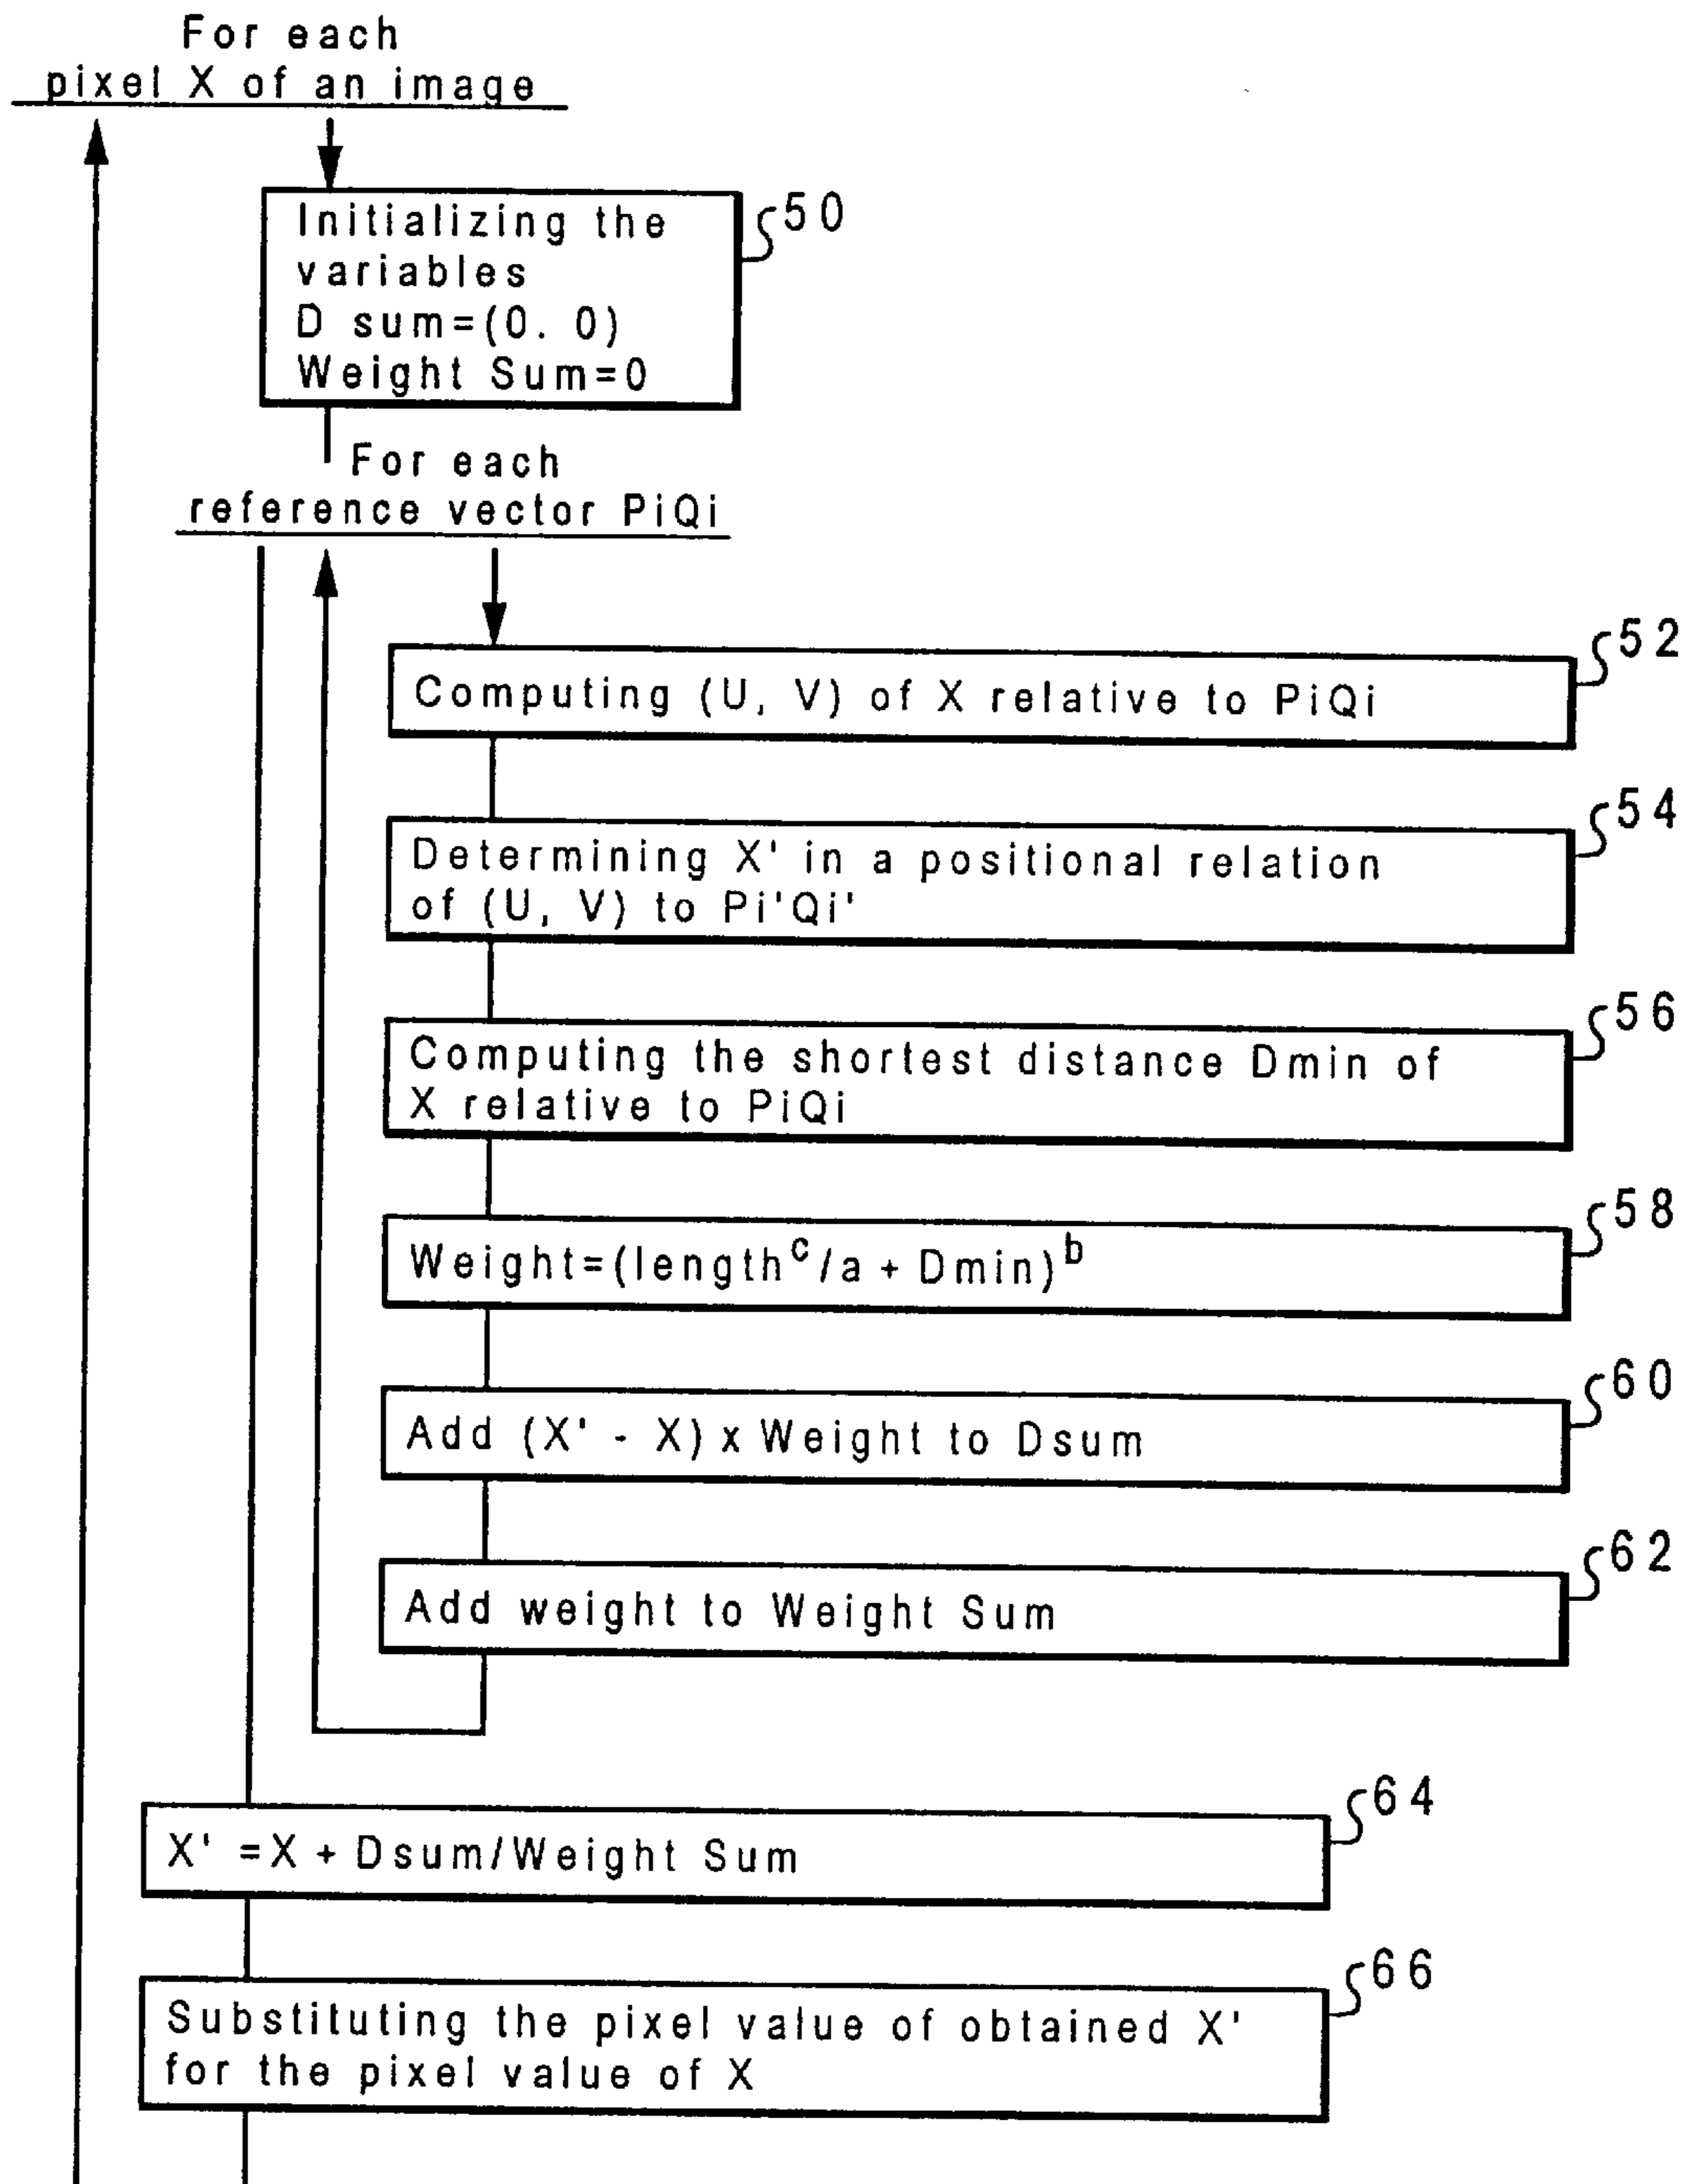 For each
pixel X of an image
Initializing the
variables
D sum=(0. 0)
Weight Sum=0
50
For each
reference vector PiQi
52
Computing (U, V) of X relative to PiQi
54
Determining X' in a positional relation
of (U, V) to Pi'Qi'
56
Computing the shortest distance Dmin of
X relative to PiQi
58
Weight=(length^c/a + Dmin)^b
60
Add (X' - X) x Weight to Dsum
62
Add weight to Weight Sum
64
X' =X + Dsum/Weight Sum
66
Substituting the pixel value of obtained X'
for the pixel value of X